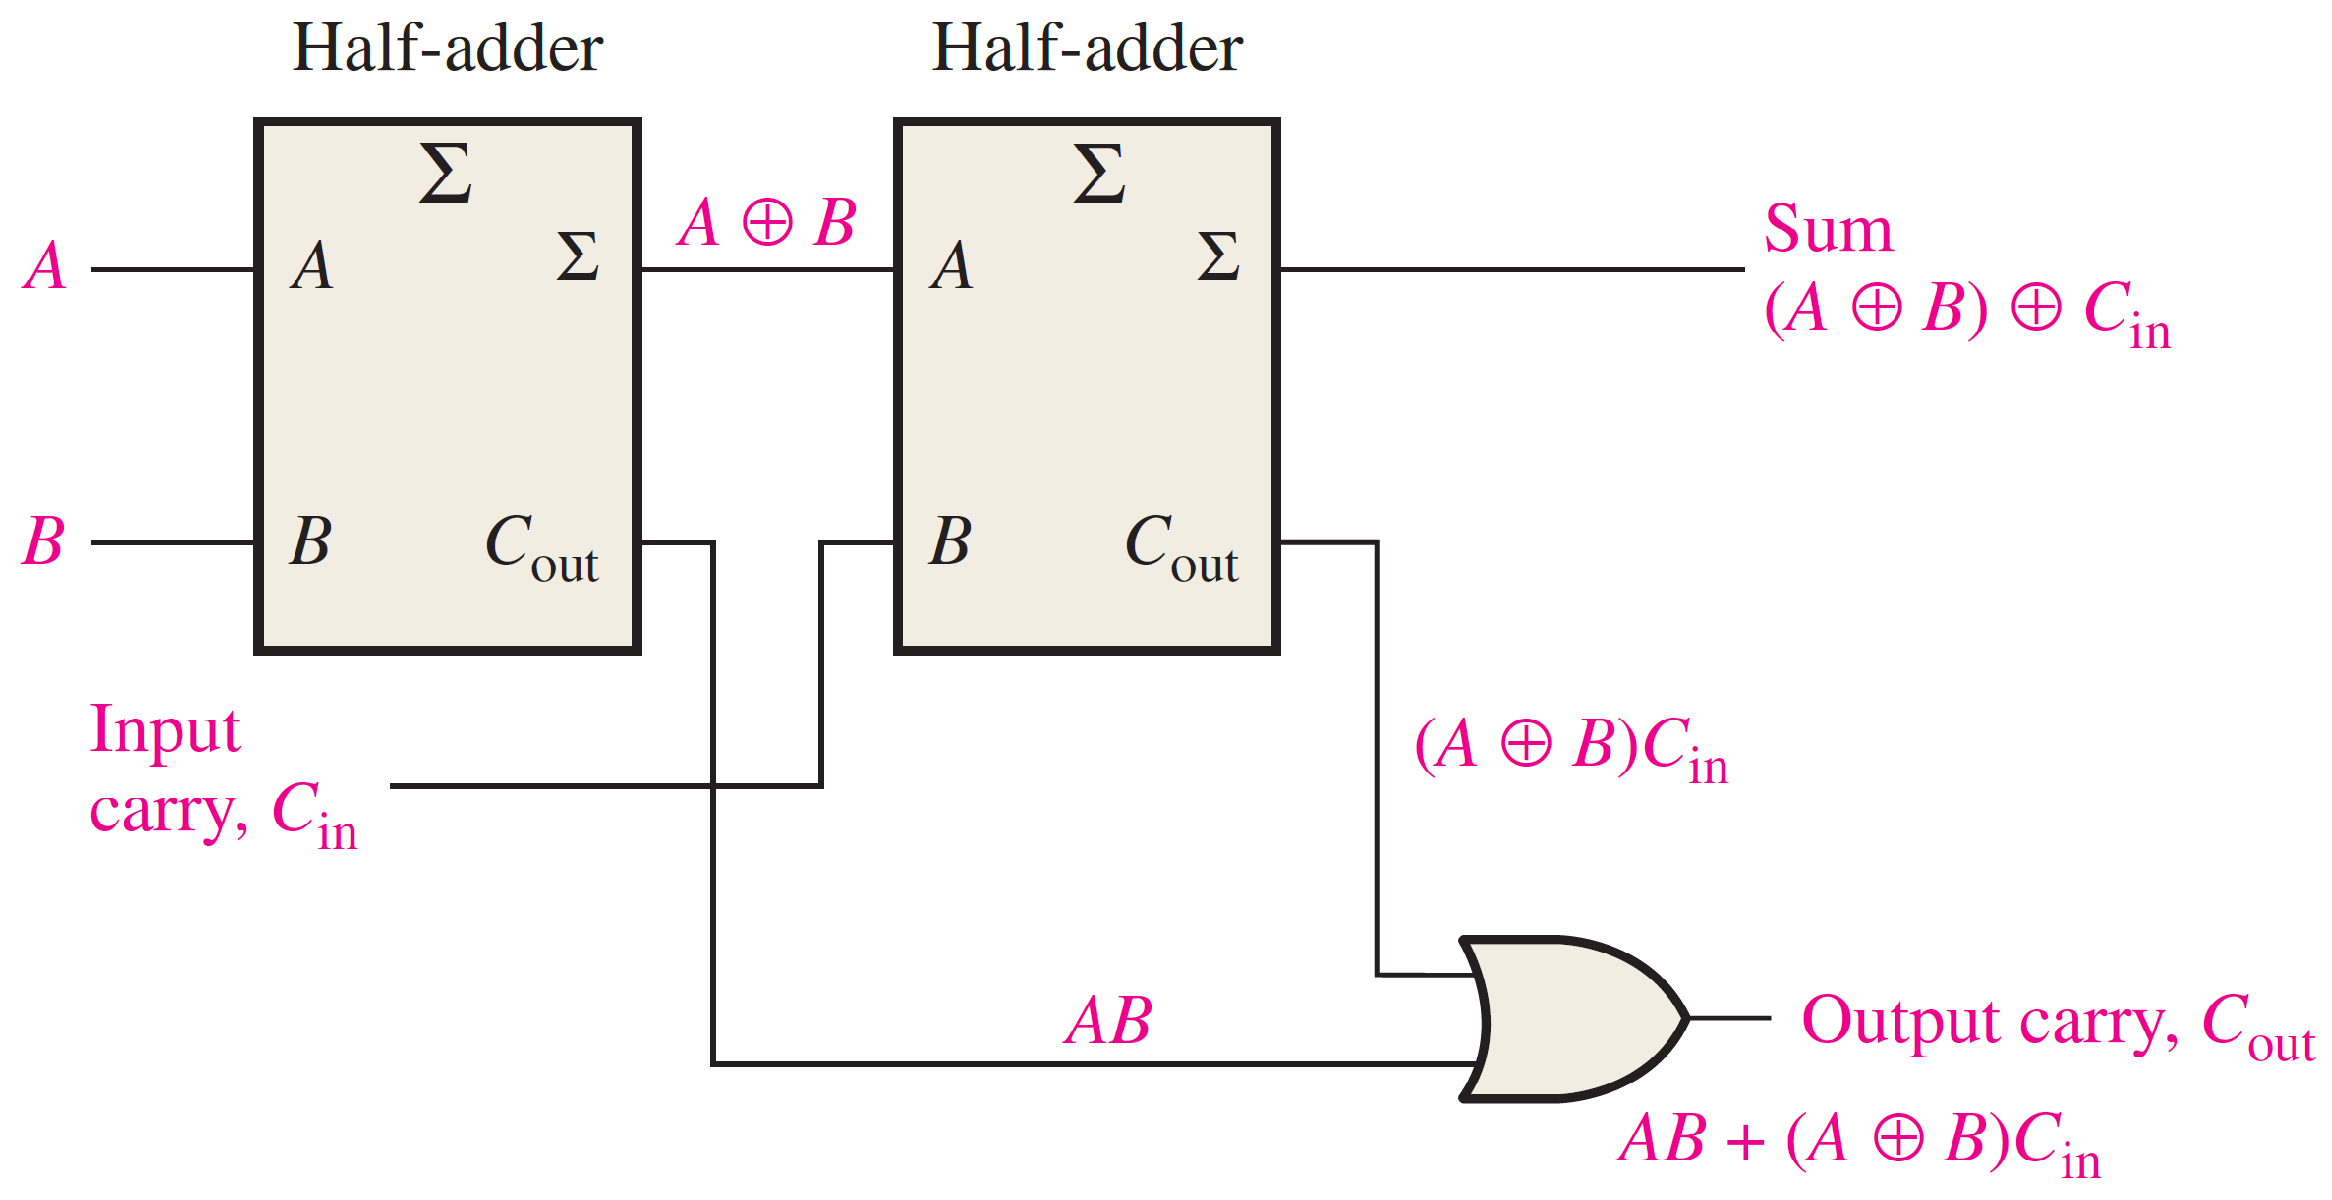 Half-adder
Half-adder
Σ
Σ
A
A
Σ
A ⊕ B
A
Σ
Sum
(A ⊕ B) ⊕ Cin
B
B
Cout
B
Cout
Input
carry, Cin
(A ⊕ B)Cin
AB
Output carry, Cout
AB + (A ⊕ B)Cin